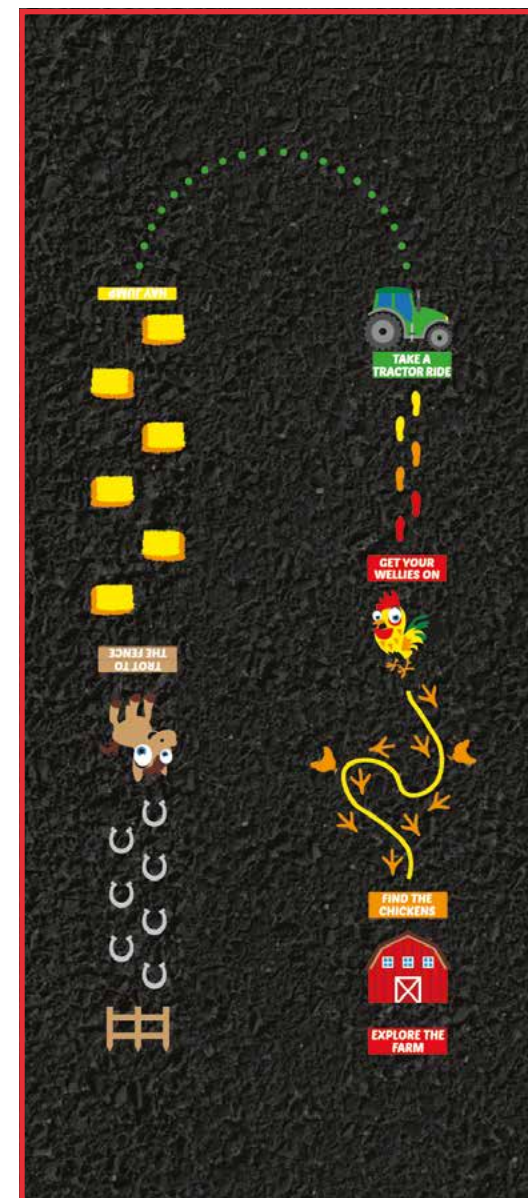 EXPLORE THE
FARM
FIND THE
CHICKENS
GET YOUR
WELLIES ON
TAKE A
TRACTOR RIDE
HAY JUMP
TROT TO
THE FENCE